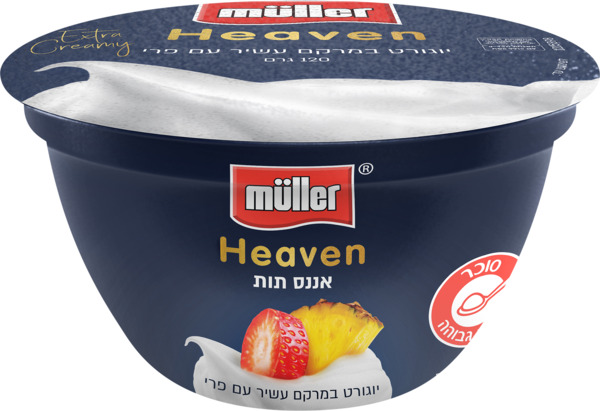 müller
Extra
Creamy
Heaven
יוגורט במרקם עשיר עם פרי
120 גרם
müller®
Heaven
אננס תות
סוכר
גבוהה
יוגורט במרקם עשיר עם פרי